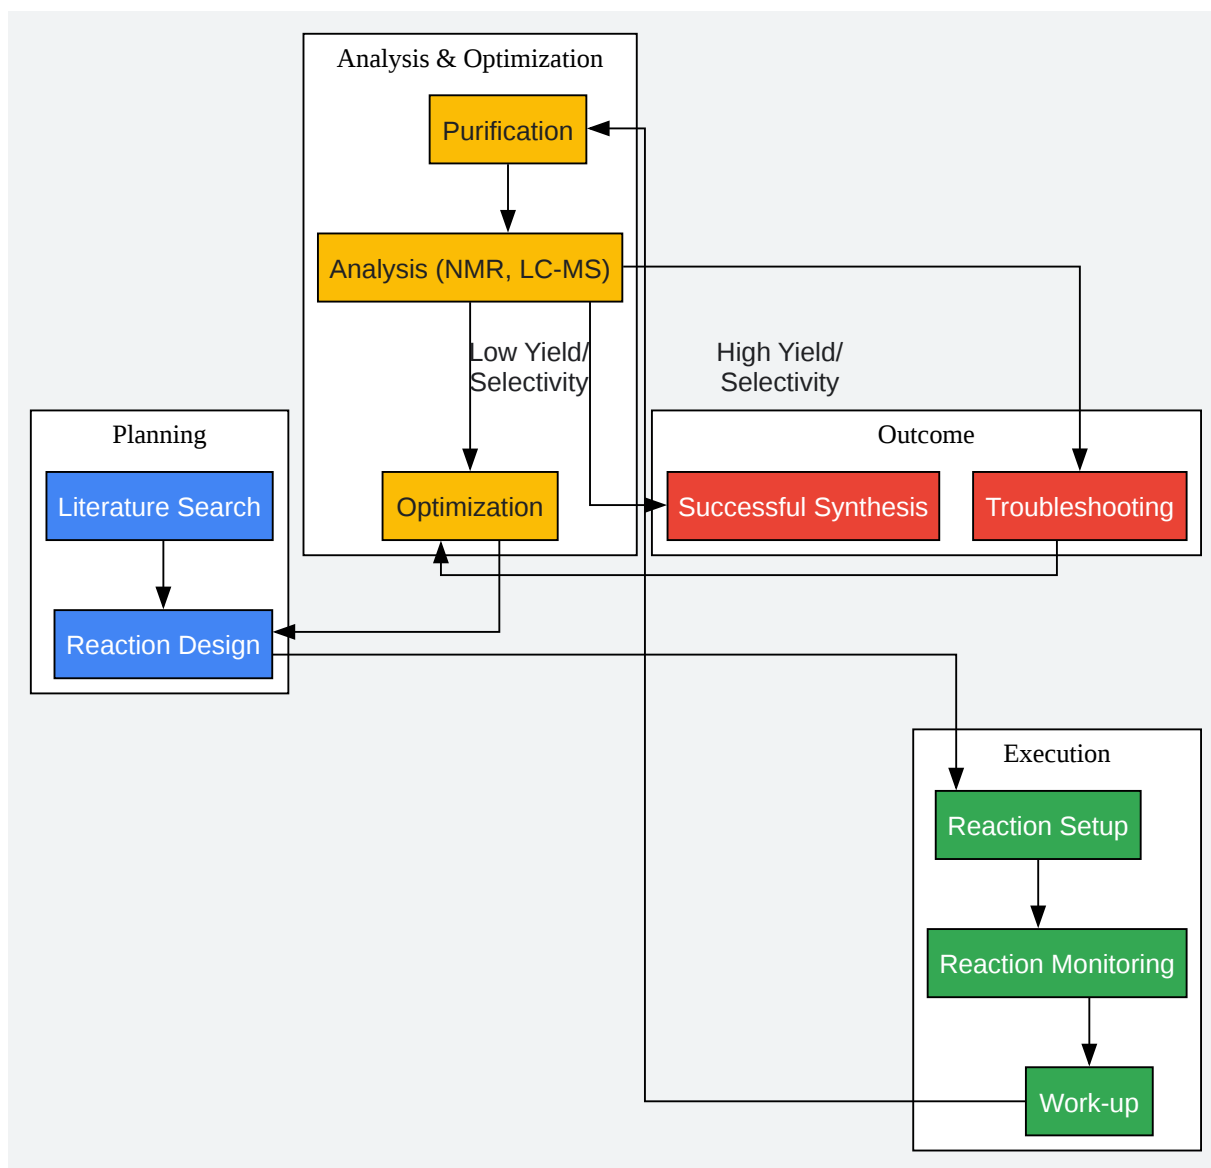 Analysis & Optimization
Purification
Analysis (NMR, LC-MS)
Low Yield/
Selectivity
High Yield/
Selectivity
Optimization
Planning
Literature Search
Reaction Design
Outcome
Successful Synthesis
Troubleshooting
Execution
Reaction Setup
Reaction Monitoring
Work-up